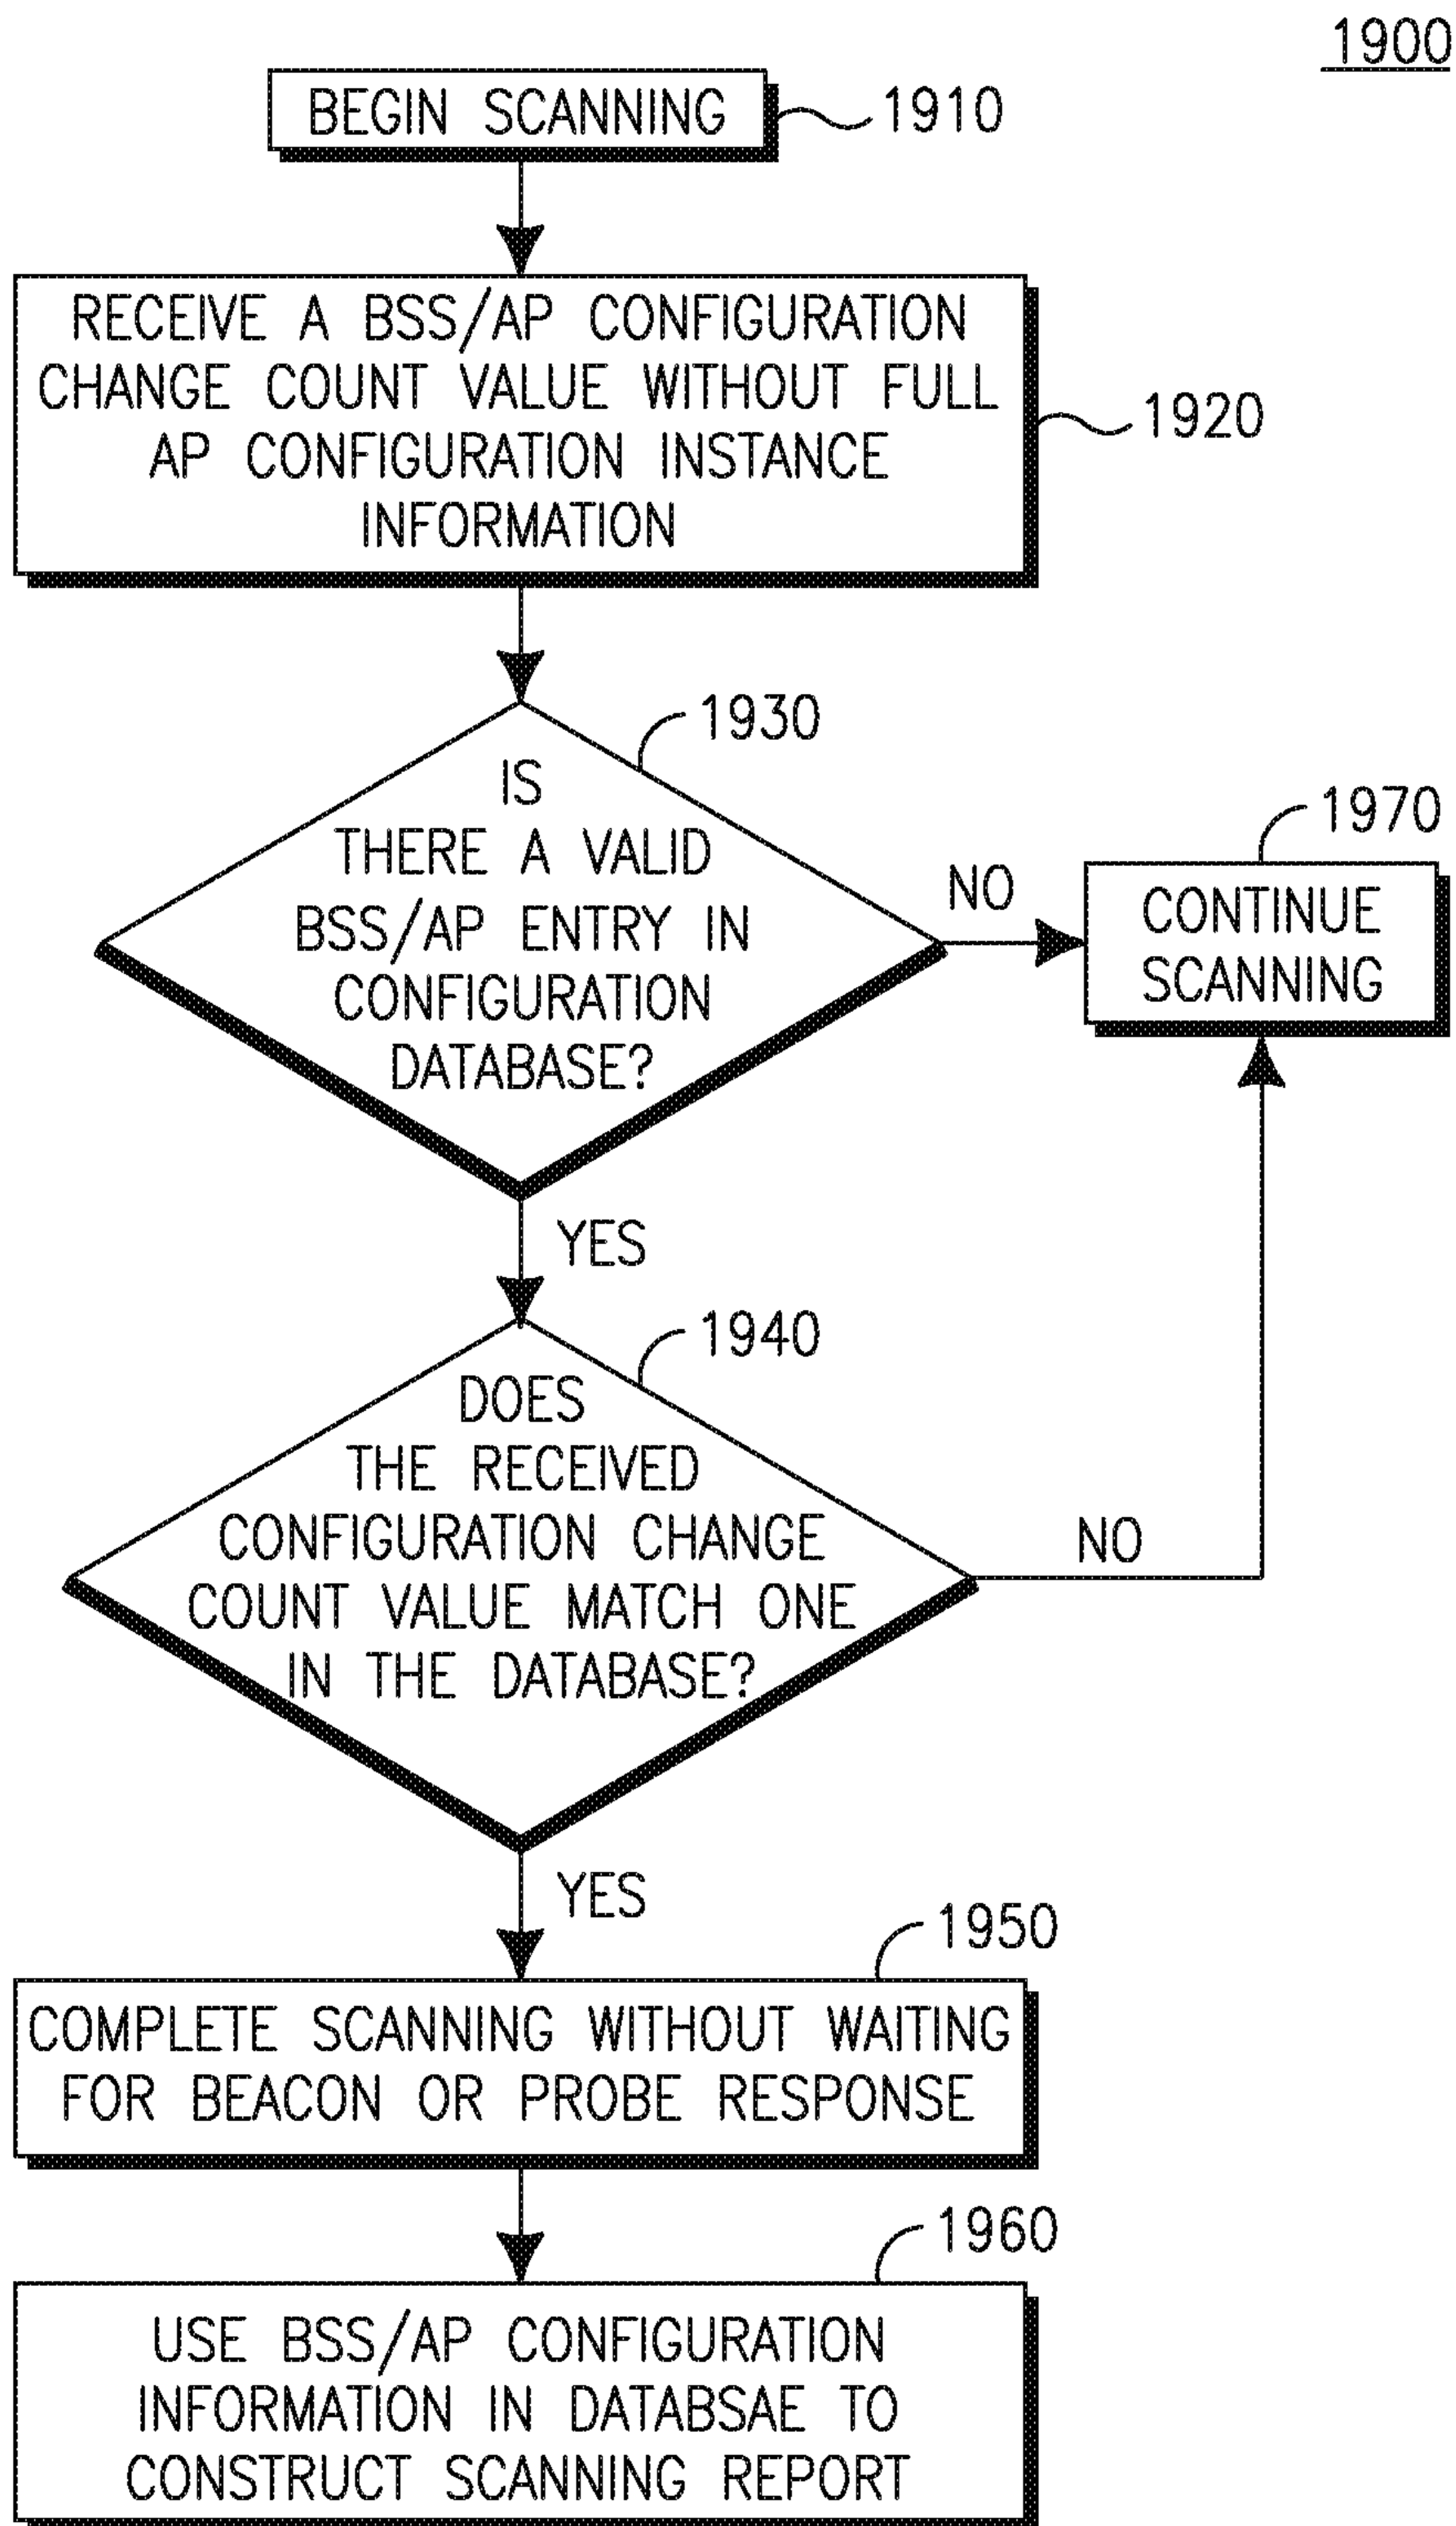 1900
BEGIN SCANNING
1910
RECEIVE A BSS/AP CONFIGURATION
CHANGE COUNT VALUE WITHOUT FULL
AP CONFIGURATION INSTANCE
INFORMATION
1920
1930
IS
THERE A VALID
BSS/AP ENTRY IN
CONFIGURATION
DATABASE?
NO
1970
CONTINUE
SCANNING
YES
1940
DOES
THE RECEIVED
CONFIGURATION CHANGE
COUNT VALUE MATCH ONE
IN THE DATABASE?
NO
YES
1950
COMPLETE SCANNING WITHOUT WAITING
FOR BEACON OR PROBE RESPONSE
1960
USE BSS/AP CONFIGURATION
INFORMATION IN DATABSAE TO
CONSTRUCT SCANNING REPORT